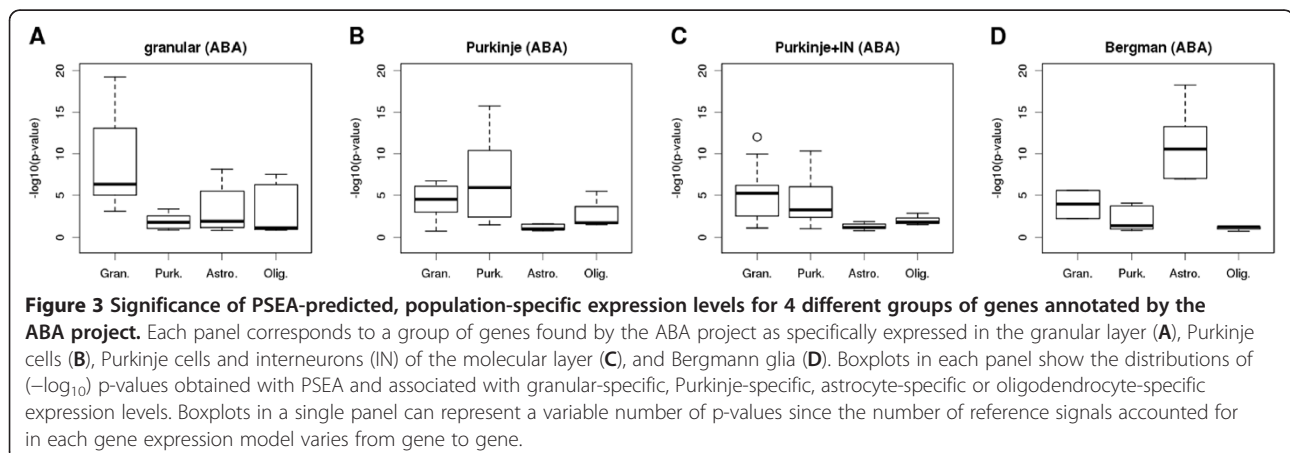 A
granular (ABA)
-log10(p-value)
20
15
10
5
0
Gran. Purk. Astro. Olig.
B
Purkinje (ABA)
-log10(p-value)
20
15
10
5
0
Gran. Purk. Astro. Olig.
C
Purkinje+IN (ABA)
-log10(p-value)
20
15
10
5
0
Gran. Purk. Astro. Olig.
D
Bergman (ABA)
-log10(p-value)
20
15
10
5
0
Gran. Purk. Astro. Olig.
Figure 3 Significance of PSEA-predicted, population-specific expression levels for 4 different groups of genes annotated by the
ABA project. Each panel corresponds to a group of genes found by the ABA project as specifically expressed in the granular layer (A), Purkinje
cells (B), Purkinje cells and interneurons (IN) of the molecular layer (C), and Bergmann glia (D). Boxplots in each panel show the distributions of
(−log10) p-values obtained with PSEA and associated with granular-specific, Purkinje-specific, astrocyte-specific or oligodendrocyte-specific
expression levels. Boxplots in a single panel can represent a variable number of p-values since the number of reference signals accounted for
in each gene expression model varies from gene to gene.